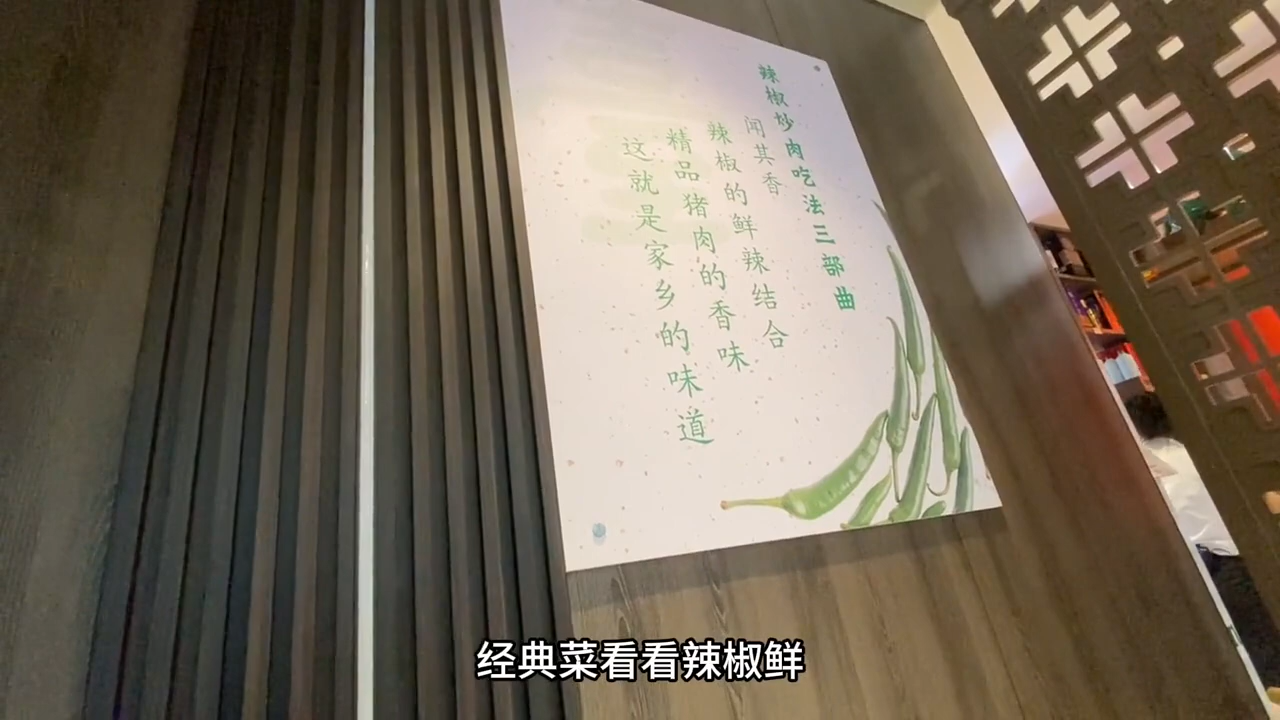 辣椒炒肉吃法三部曲
闻其香
辣椒的鲜辣结合
精品猪肉的香味
这就是家乡的味道
经典菜看看辣椒鲜